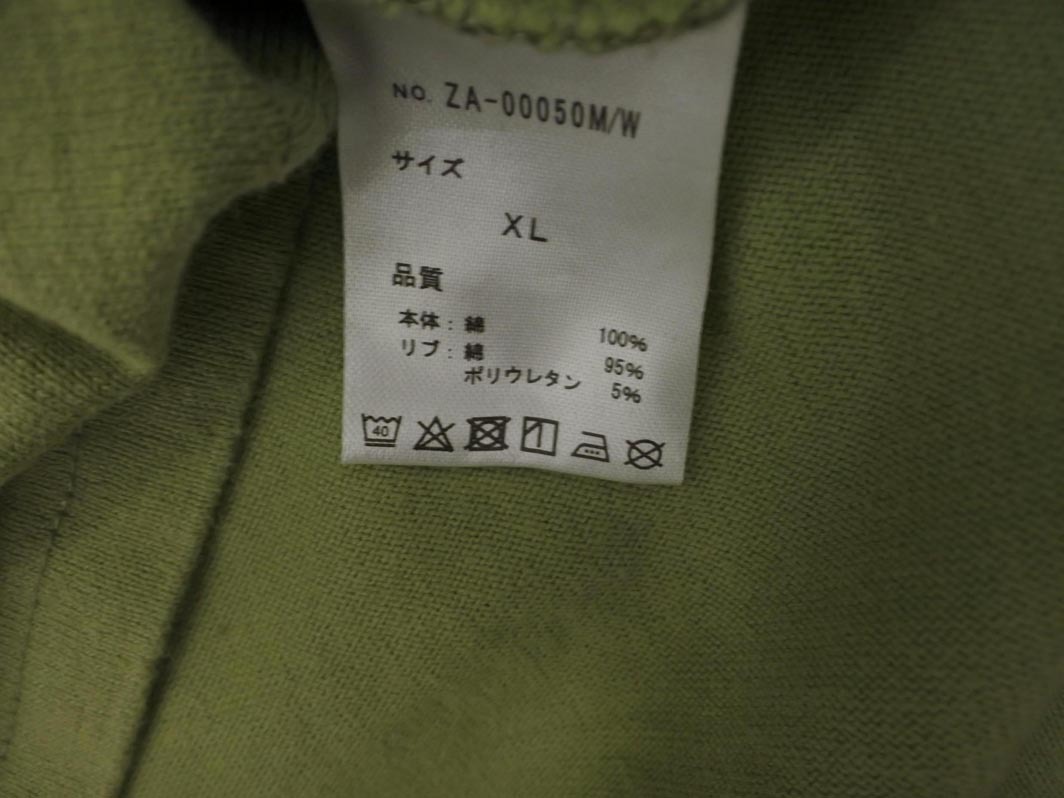 NO. ZA-00050M/W
サイズ
XL
品質
本体: 綿 100%
リブ: 綿 95%
ポリウレタン 5%
40